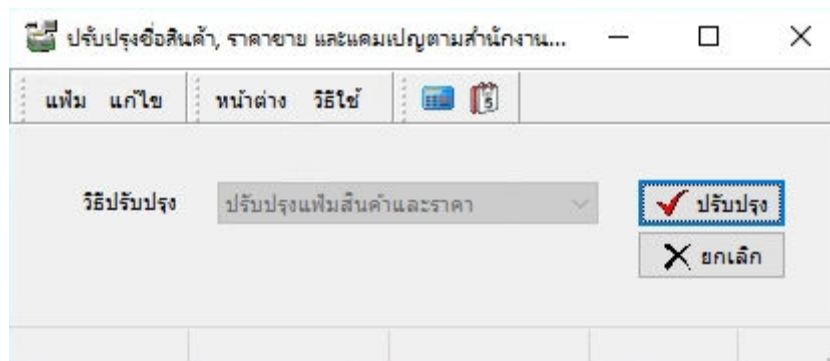 ปรับปรุงชื่อสินค้า, ราคาขาย และแคมเปญตามสำนักงาน...
แฟ้ม แก้ไข หน้าต่าง วิธีใช้ 5
วิธีปรับปรุง ปรับปรุงแฟ้มสินค้าและราคา ปรับปรุง
ยกเลิก